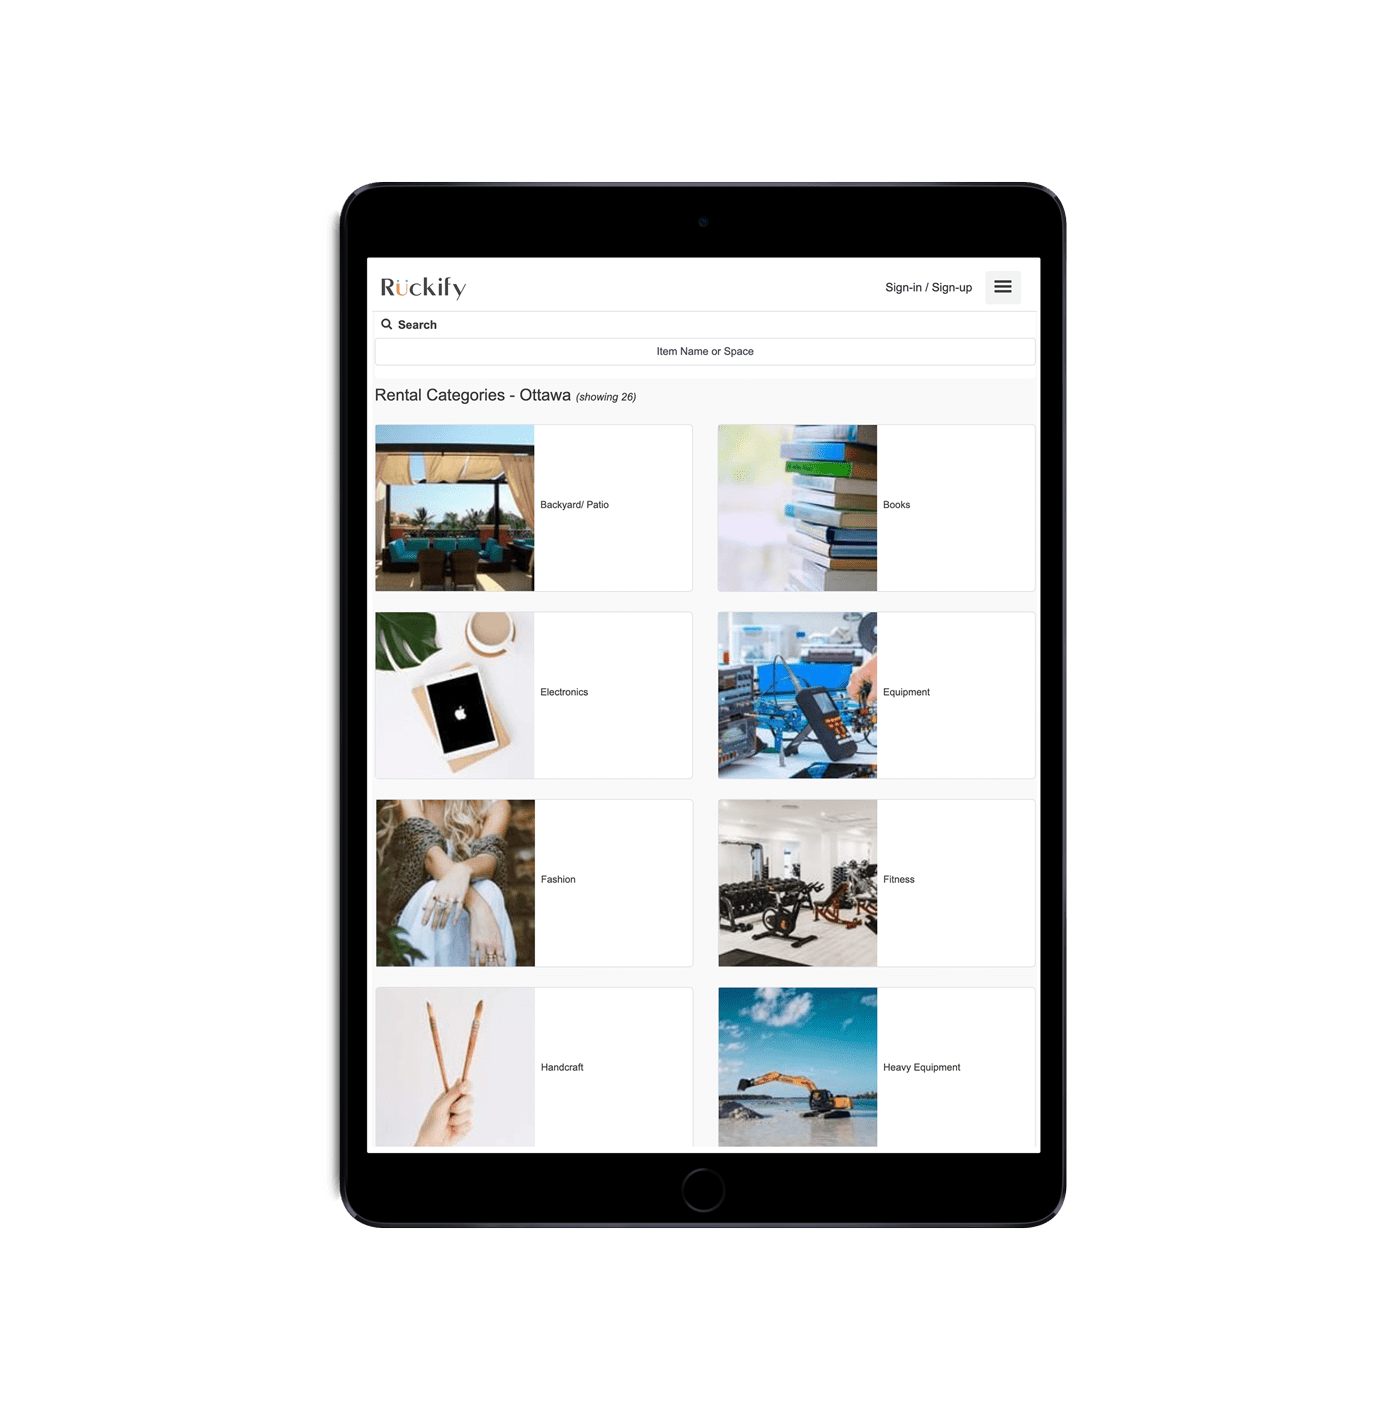 Rückify
Sign-in / Sign-up
Search
Item Name or Space
Rental Categories - Ottawa (showing 26)
Backyard/ Patio
Books
Electronics
Equipment
Fashion
Fitness
Handcraft
Heavy Equipment